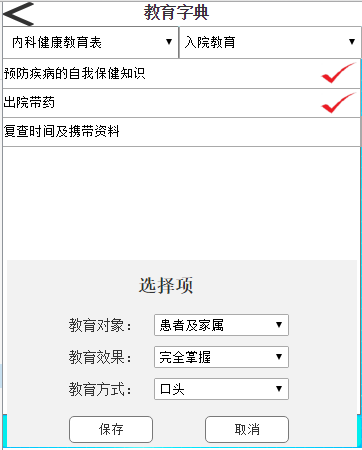 教育字典
内科健康教育表 入院教育
预防疾病的自我保健知识
出院带药
复查时间及携带资料
选择项
教育对象： 患者及家属
教育效果： 完全掌握
教育方式： 口头
保存 取消